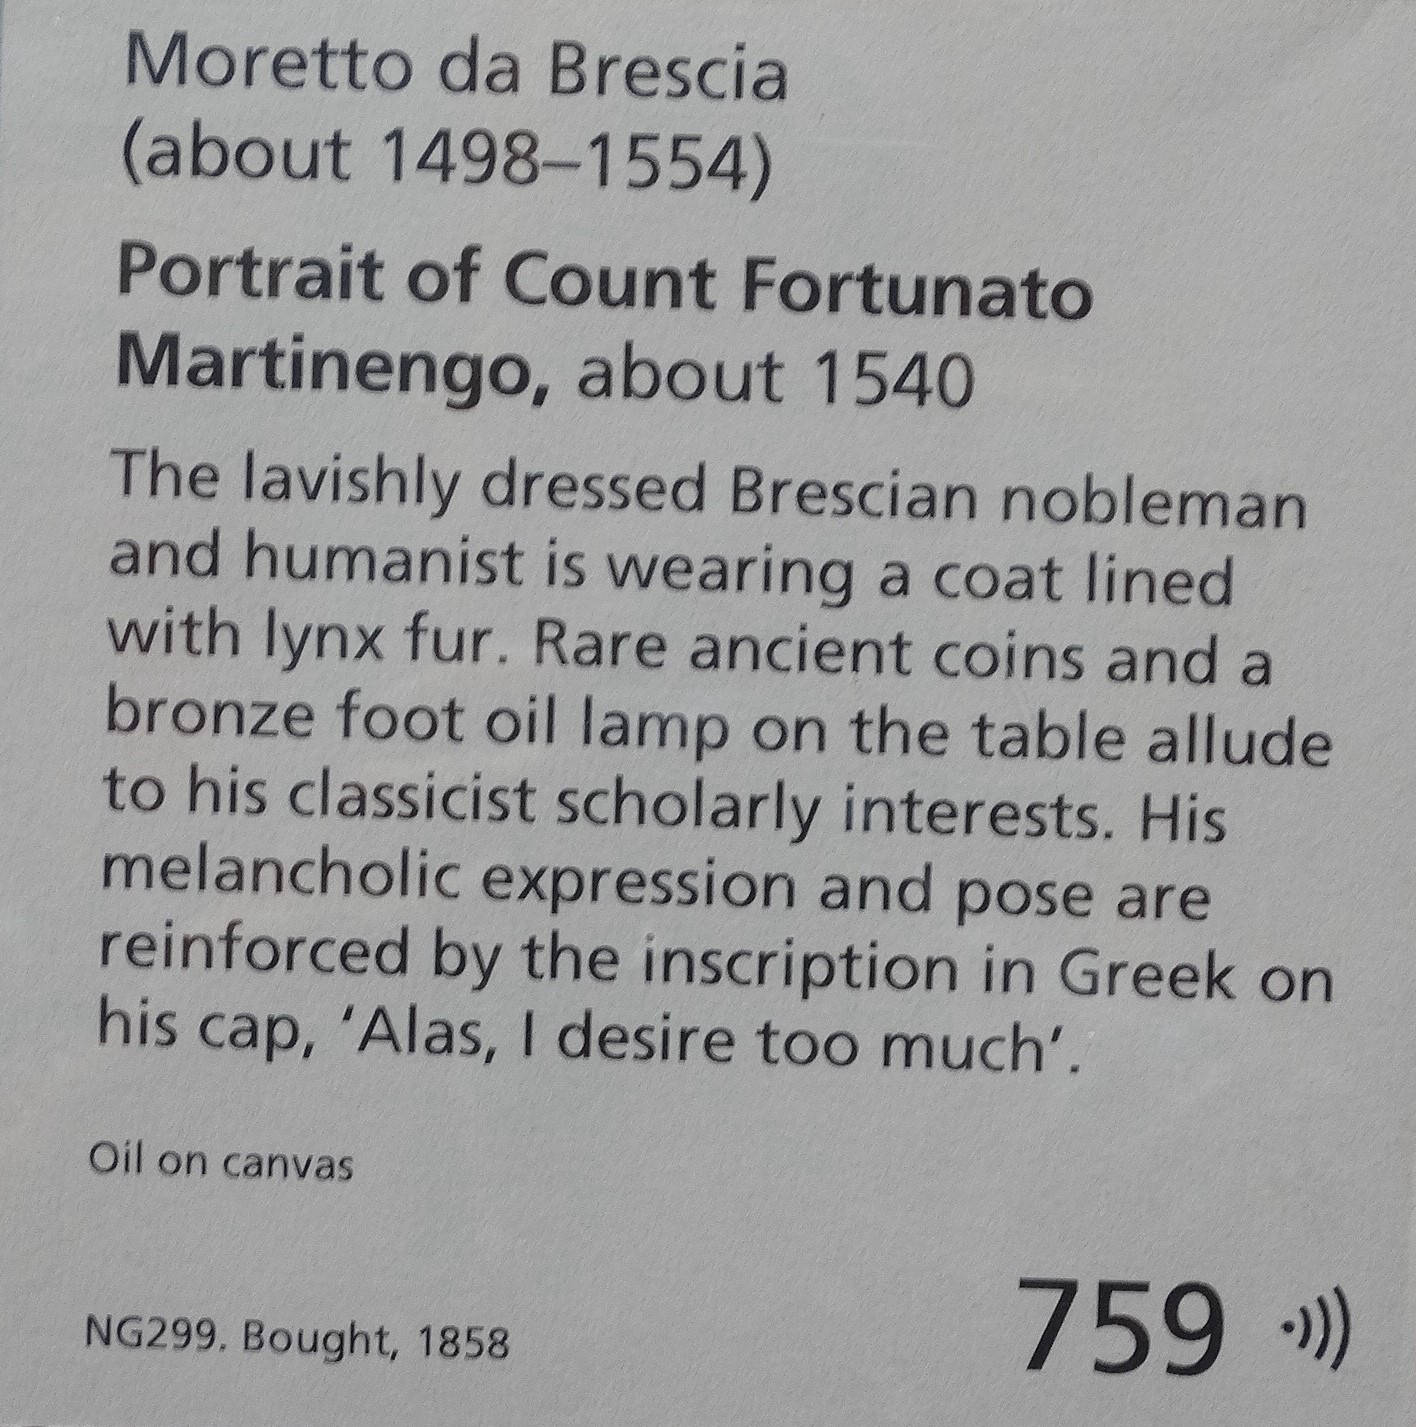 Moretto da Brescia
(about 1498–1554)
Portrait of Count Fortunato
Martinengo, about 1540
The lavishly dressed Brescian nobleman
and humanist is wearing a coat lined
with lynx fur. Rare ancient coins and a
bronze foot oil lamp on the table allude
to his classicist scholarly interests. His
melancholic expression and pose are
reinforced by the inscription in Greek on
his cap, ‘Alas, I desire too much’.
Oil on canvas
NG299. Bought, 1858
759